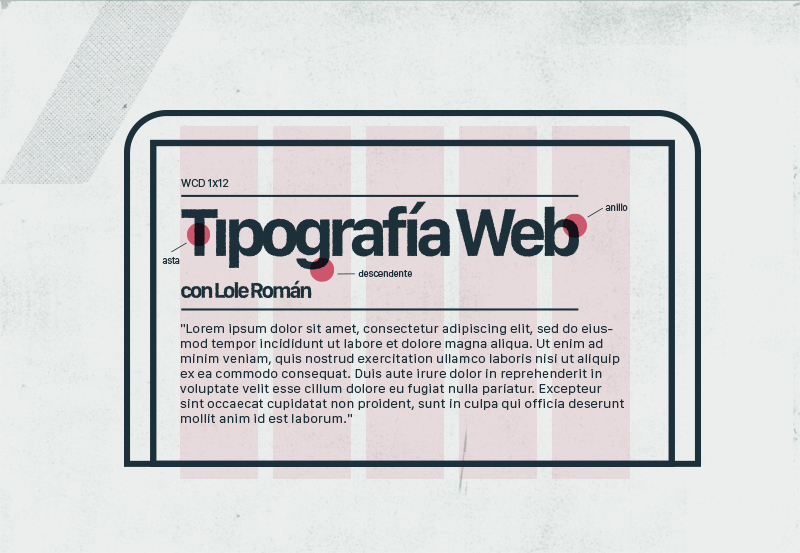 WCD 1x12
Tipografía Web
anillo
asta
descendente
con Lole Román
"Lorem ipsum dolor sit amet, consectetur adipiscing elit, sed do eius-
mod tempor incididunt ut labore et dolore magna aliqua. Ut enim ad
minim veniam, quis nostrud exercitation ullamco laboris nisi ut aliquip
ex ea commodo consequat. Duis aute irure dolor in reprehenderit in
voluptate velit esse cillum dolore eu fugiat nulla pariatur. Excepteur
sint occaecat cupidatat non proident, sunt in culpa qui officia deserunt
mollit anim id est laborum."